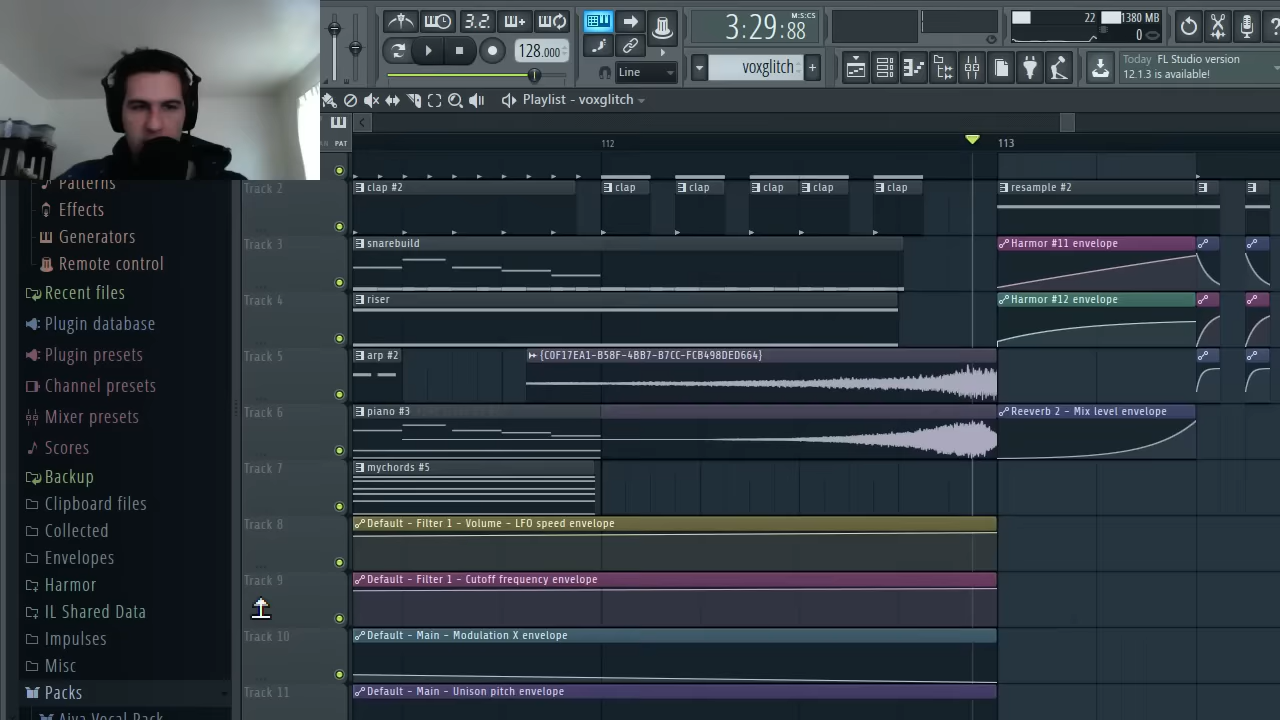 3.2
128.000
Line
3:29:88
M:S:CS
voxglitch
22
1380 MB
0
Today FL Studio version
12.1.3 is available!
Playlist - voxglitch
PAT
112
113
Patterns
Effects
Generators
Remote control
Recent files
Plugin database
Plugin presets
Channel presets
Mixer presets
Scores
Backup
Clipboard files
Collected
Envelopes
Harmor
IL Shared Data
Impulses
Misc
Packs
Aiva Vocal Pack
Track 2
clap #2
clap
clap
clap
clap
clap
resample #2
Track 3
snarebuild
Harmor #11 envelope
Track 4
riser
Harmor #12 envelope
Track 5
arp #2
{C0F17EA1-B58F-4BB7-B7CC-FCB498DED664}
Track 6
piano #3
Reeverb 2 - Mix level envelope
Track 7
mychords #5
Track 8
Default - Filter 1 - Volume - LFO speed envelope
Track 9
Default - Filter 1 - Cutoff frequency envelope
Track 10
Default - Main - Modulation X envelope
Track 11
Default - Main - Unison pitch envelope